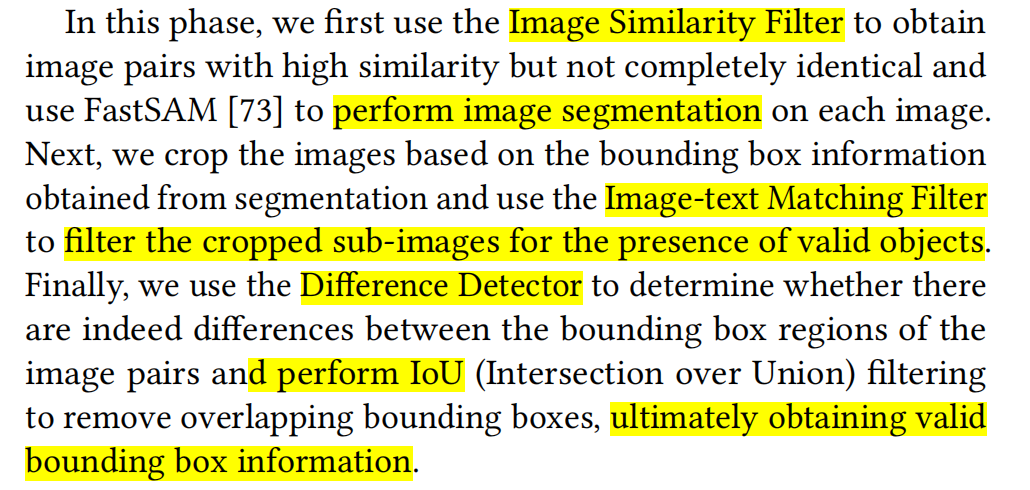 In this phase, we first use the Image Similarity Filter to obtain
image pairs with high similarity but not completely identical and
use FastSAM [73] to perform image segmentation on each image.
Next, we crop the images based on the bounding box information
obtained from segmentation and use the Image-text Matching Filter
to filter the cropped sub-images for the presence of valid objects.
Finally, we use the Difference Detector to determine whether there
are indeed differences between the bounding box regions of the
image pairs and perform IoU (Intersection over Union) filtering
to remove overlapping bounding boxes, ultimately obtaining valid
bounding box information.